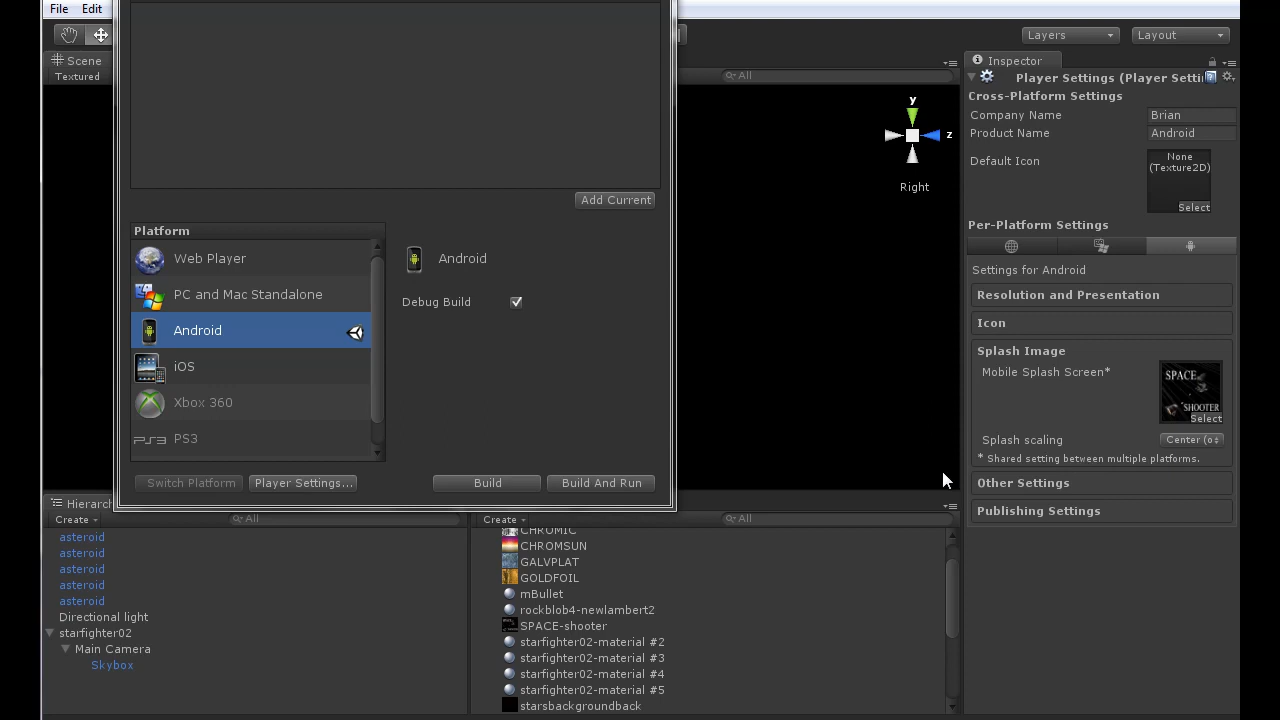 File Edit
Layers Layout
Scene
Textured
All
y
z
Right
Add Current
Platform
Web Player
PC and Mac Standalone
Android
iOS
Xbox 360
PS3
Android
Debug Build
Switch Platform Player Settings... Build Build And Run
Inspector
Player Settings (Player Setti
Cross-Platform Settings
Company Name Brian
Product Name Android
Default Icon
None
(Texture2D)
Select
Per-Platform Settings
Settings for Android
Resolution and Presentation
Icon
Splash Image
Mobile Splash Screen*
SPACE
SHOOTER
Select
Splash scaling Center (o
* Shared setting between multiple platforms.
Other Settings
Publishing Settings
Hierarch
Create All
asteroid
asteroid
asteroid
asteroid
asteroid
Directional light
starfighter02
Main Camera
Skybox
Create All
CHROMIC
CHROMSUN
GALVPLAT
GOLDFOIL
mBullet
rockblob4-newlambert2
SPACE-shooter
starfighter02-material #2
starfighter02-material #3
starfighter02-material #4
starfighter02-material #5
starsbackgroundback